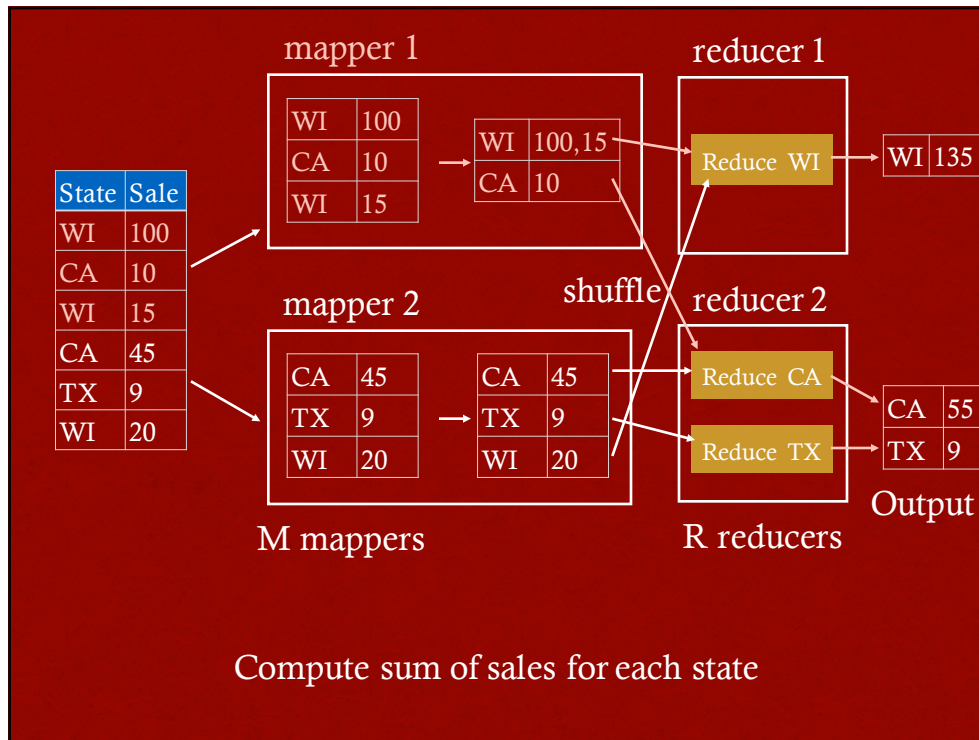 mapper 1
reducer 1
WI 100
CA 10
WI 15
WI 100,15
CA 10
Reduce WI
WI 135
State Sale
WI 100
CA 10
WI 15
CA 45
TX 9
WI 20
shuffle
mapper 2
reducer 2
CA 45
TX 9
WI 20
CA 45
TX 9
WI 20
Reduce CA
Reduce TX
CA 55
TX 9
Output
M mappers
R reducers
Compute sum of sales for each state